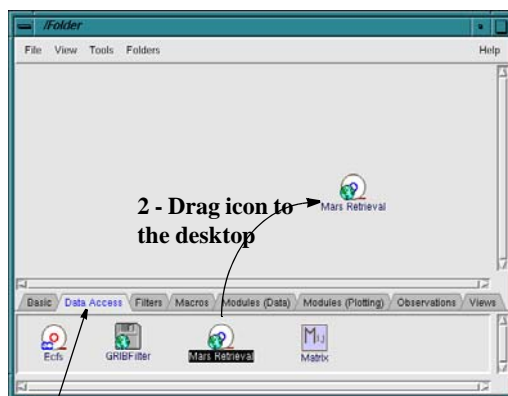 /Folder
File View Tools Folders Help
2 - Drag icon to
the desktop
Mars Retrieval
Basic Data Access Filters Macros Modules (Data) Modules (Plotting) Observations Views
Ecfs GRIBFilter Mars Retrieval Matrix